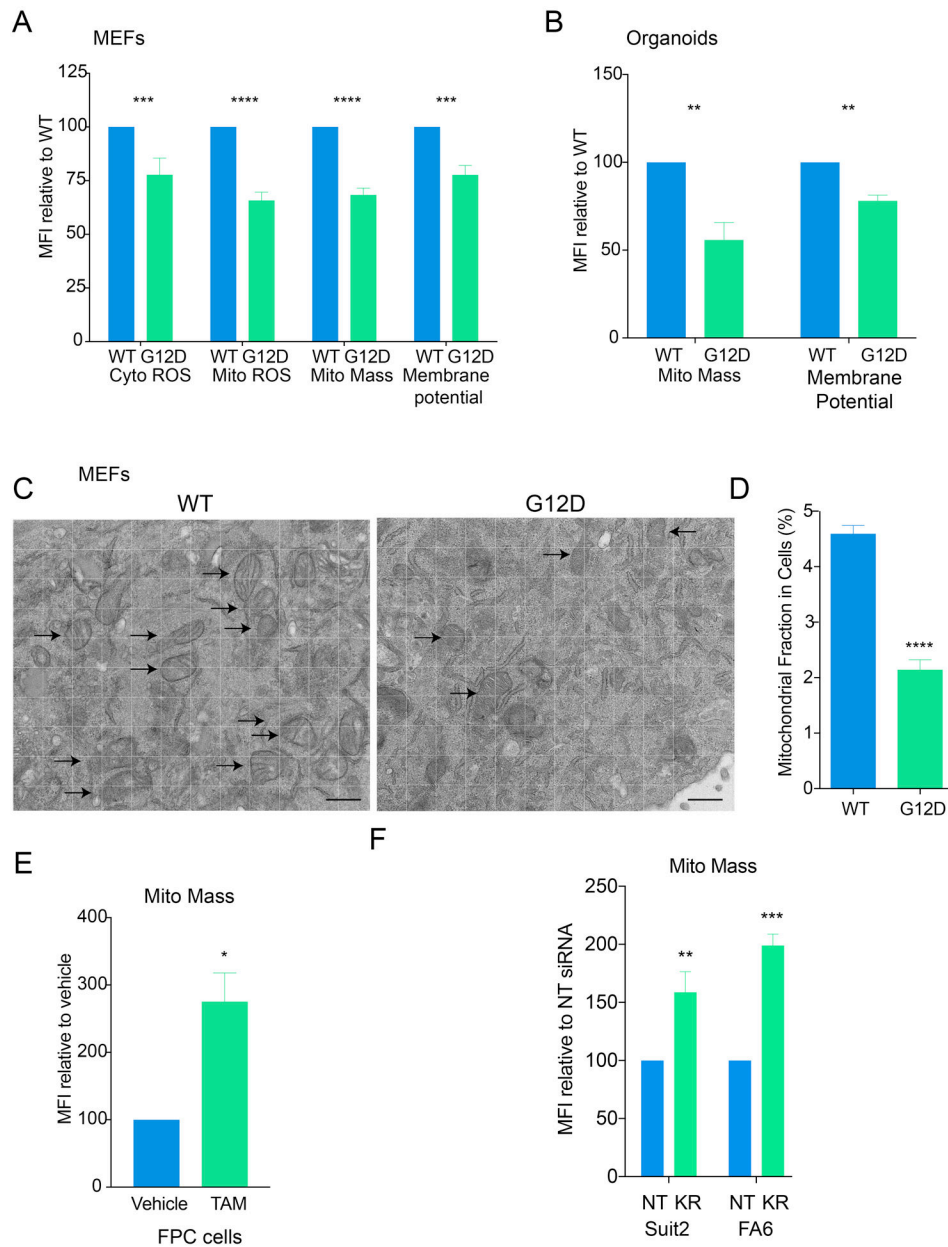 A
MEFs
MFI relative to WT
125
100
75
50
25
0
***
****
****
***
WT G12D WT G12D WT G12D WT G12D
Cyto ROS Mito ROS Mito Mass Membrane
potential
B
Organoids
MFI relative to WT
150
100
50
0
**
**
WT G12D WT G12D
Mito Mass Membrane
Potential
C
MEFs
WT
G12D
D
Mitochondrial Fraction in Cells (%)
5
4
3
2
1
0
****
WT G12D
E
Mito Mass
MFI relative to vehicle
400
300
200
100
0
*
Vehicle TAM
FPC cells
F
Mito Mass
MFI relative to NT siRNA
250
200
150
100
50
0
**
***
NT KR NT KR
Suit2 FA6